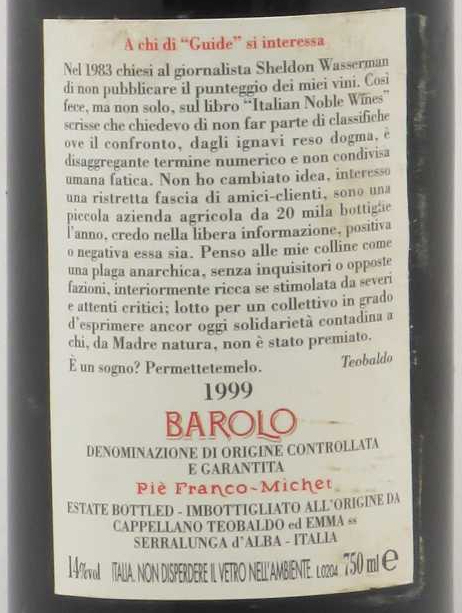 A chi di “Guide” si interessa
Nel 1983 chiesi al giornalista Sheldon Wasserman
di non pubblicare il punteggio dei miei vini. Così
fece, ma non solo, sul libro “Italian Noble Wines”
scrisse che chiedevo di non far parte di classifiche
ove il confronto, dagli ignavi reso dogma, è
disaggregante termine numerico e non condivisa
umana fatica. Non ho cambiato idea, interesso
una ristretta fascia di amici-clienti, sono una
piccola azienda agricola da 20 mila bottiglie
l'anno, credo nella libera informazione, positiva
o negativa essa sia. Penso alle mie colline come
una plaga anarchica, senza inquisitori o opposte
fazioni, interiormente ricca se stimolata da severi
e attenti critici; lotto per un collettivo in grado
d'esprimere ancor oggi solidarietà contadina a
chi, da Madre natura, non è stato premiato.
È un sogno? Permettetemelo. Teobaldo
1999
BAROLO
DENOMINAZIONE DI ORIGINE CONTROLLATA
E GARANTITA
Piè Franco-Michet
ESTATE BOTTLED - IMBOTTIGLIATO ALL'ORIGINE DA
CAPPELLANO TEOBALDO ed EMMA ss
SERRALUNGA d'ALBA - ITALIA
14%vol ITALIA. NON DISPERDERE IL VETRO NELL'AMBIENTE L.0204 750 ml e